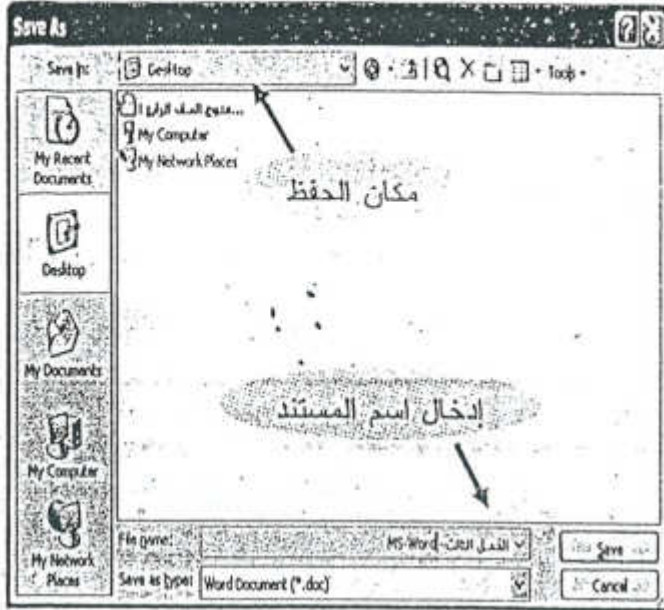 Save As
Save in:
Desktop
Tools
My Computer
My Network Places
مكان الحفظ
My Recent
Documents
Desktop
My Documents
My Computer
My Network
Places
إدخال اسم المستند
File name:
الفصل الثالث-MS-Word
Save
Save as type:
Word Document (*.doc)
Cancel